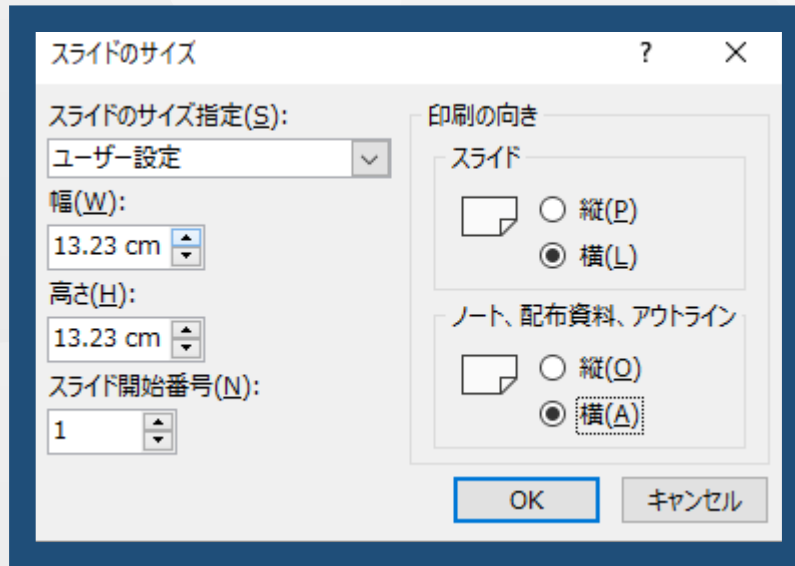 スライドのサイズ ? ×
スライドのサイズ指定(S):
ユーザー設定
幅(W):
13.23 cm
高さ(H):
13.23 cm
スライド開始番号(N):
1
印刷の向き
スライド
縦(P)
横(L)
ノート、配布資料、アウトライン
縦(O)
横(A)
OK
キャンセル